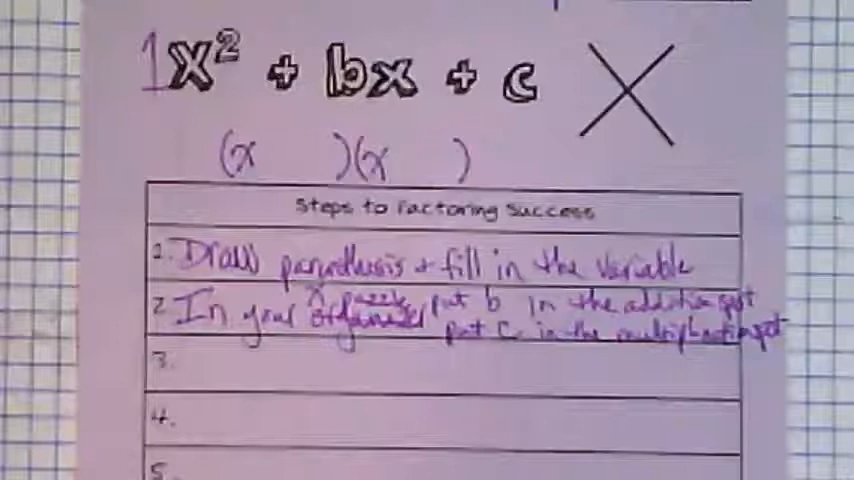 1x² + bx + c
(x )(x )
Steps to Factoring Success
1. Draw parenthesis + fill in the variable
2. In your x puzzle organizer put b in the addition spot
put c in the multiplication spot
3.
4.
5.